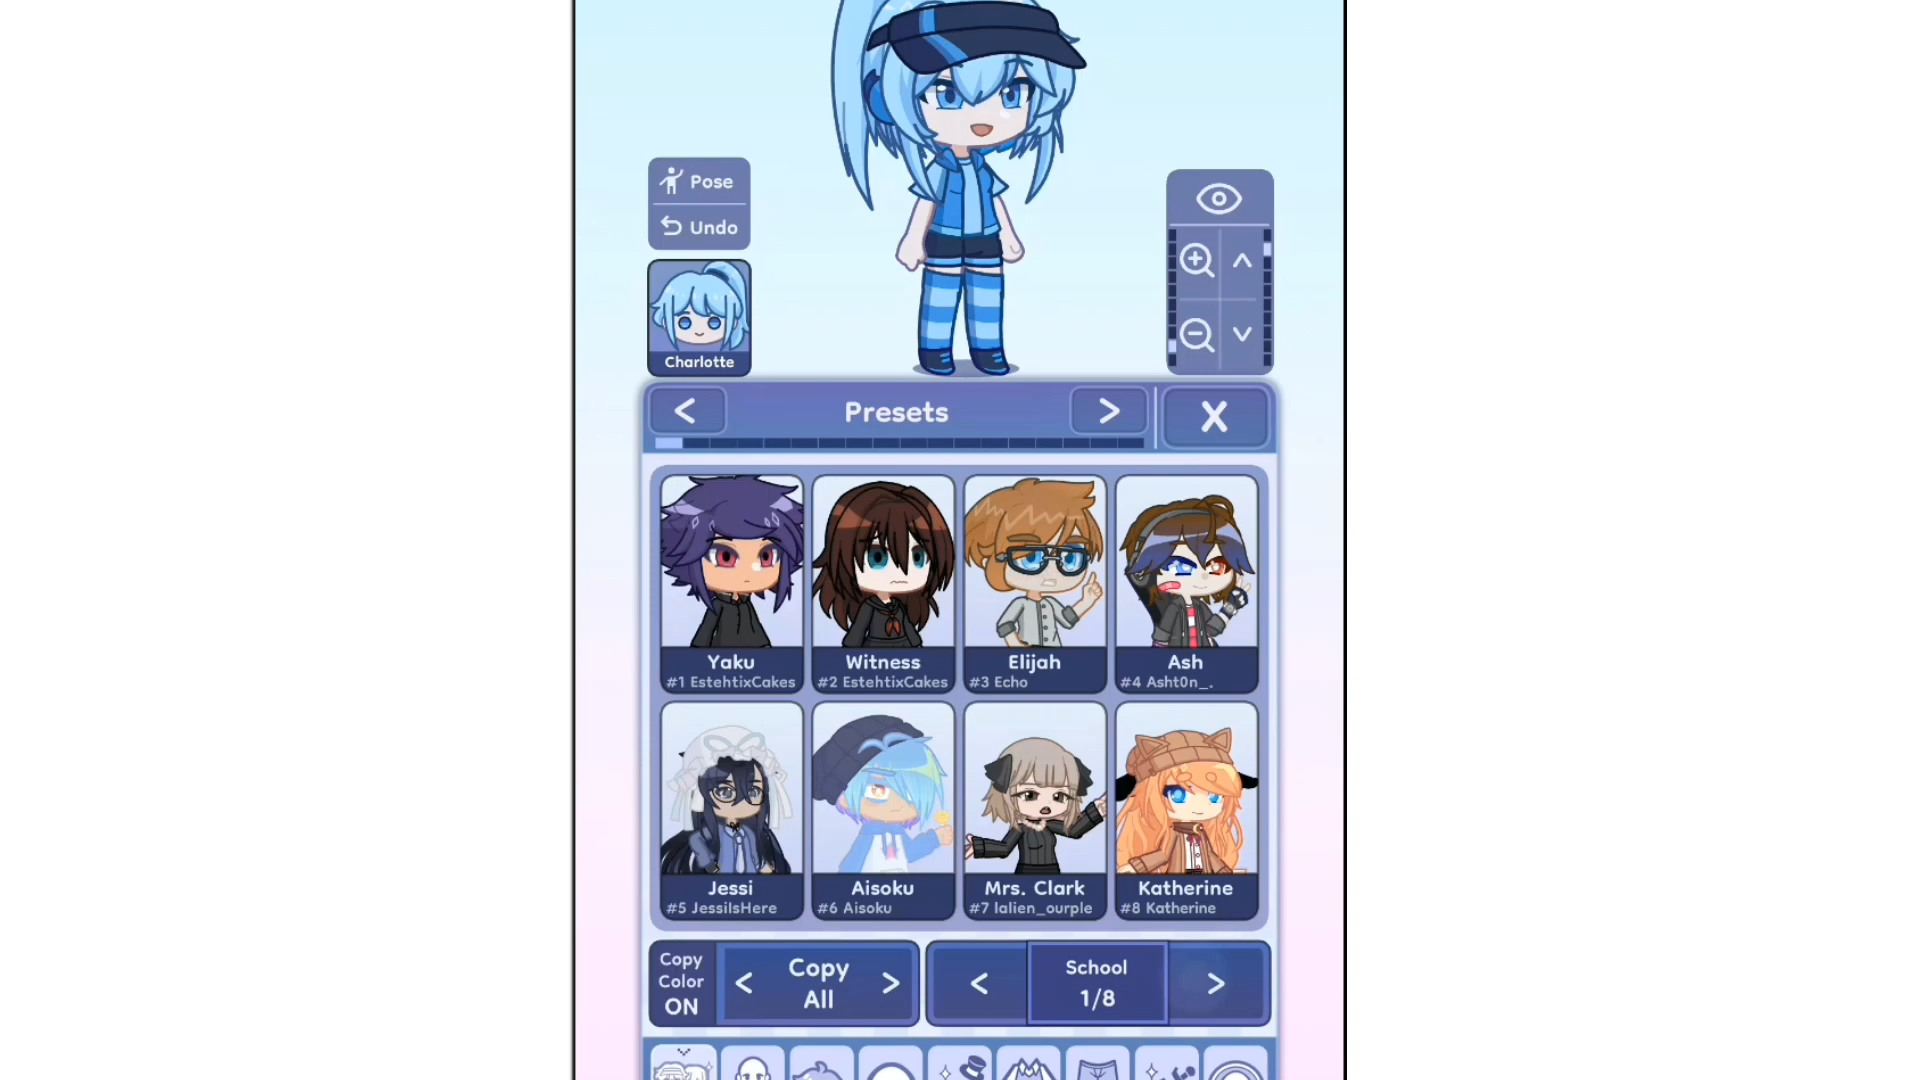 Pose
Undo
Charlotte
Presets
X
Yaku
#1 EstehtixCakes
Witness
#2 EstehtixCakes
Elijah
#3 Echo
Ash
#4 Asht0n_.
Jessi
#5 JessiIsHere
Aisoku
#6 Aisoku
Mrs. Clark
#7 lalien_ourple
Katherine
#8 Katherine
Copy
Color
ON
Copy
All
School
1/8